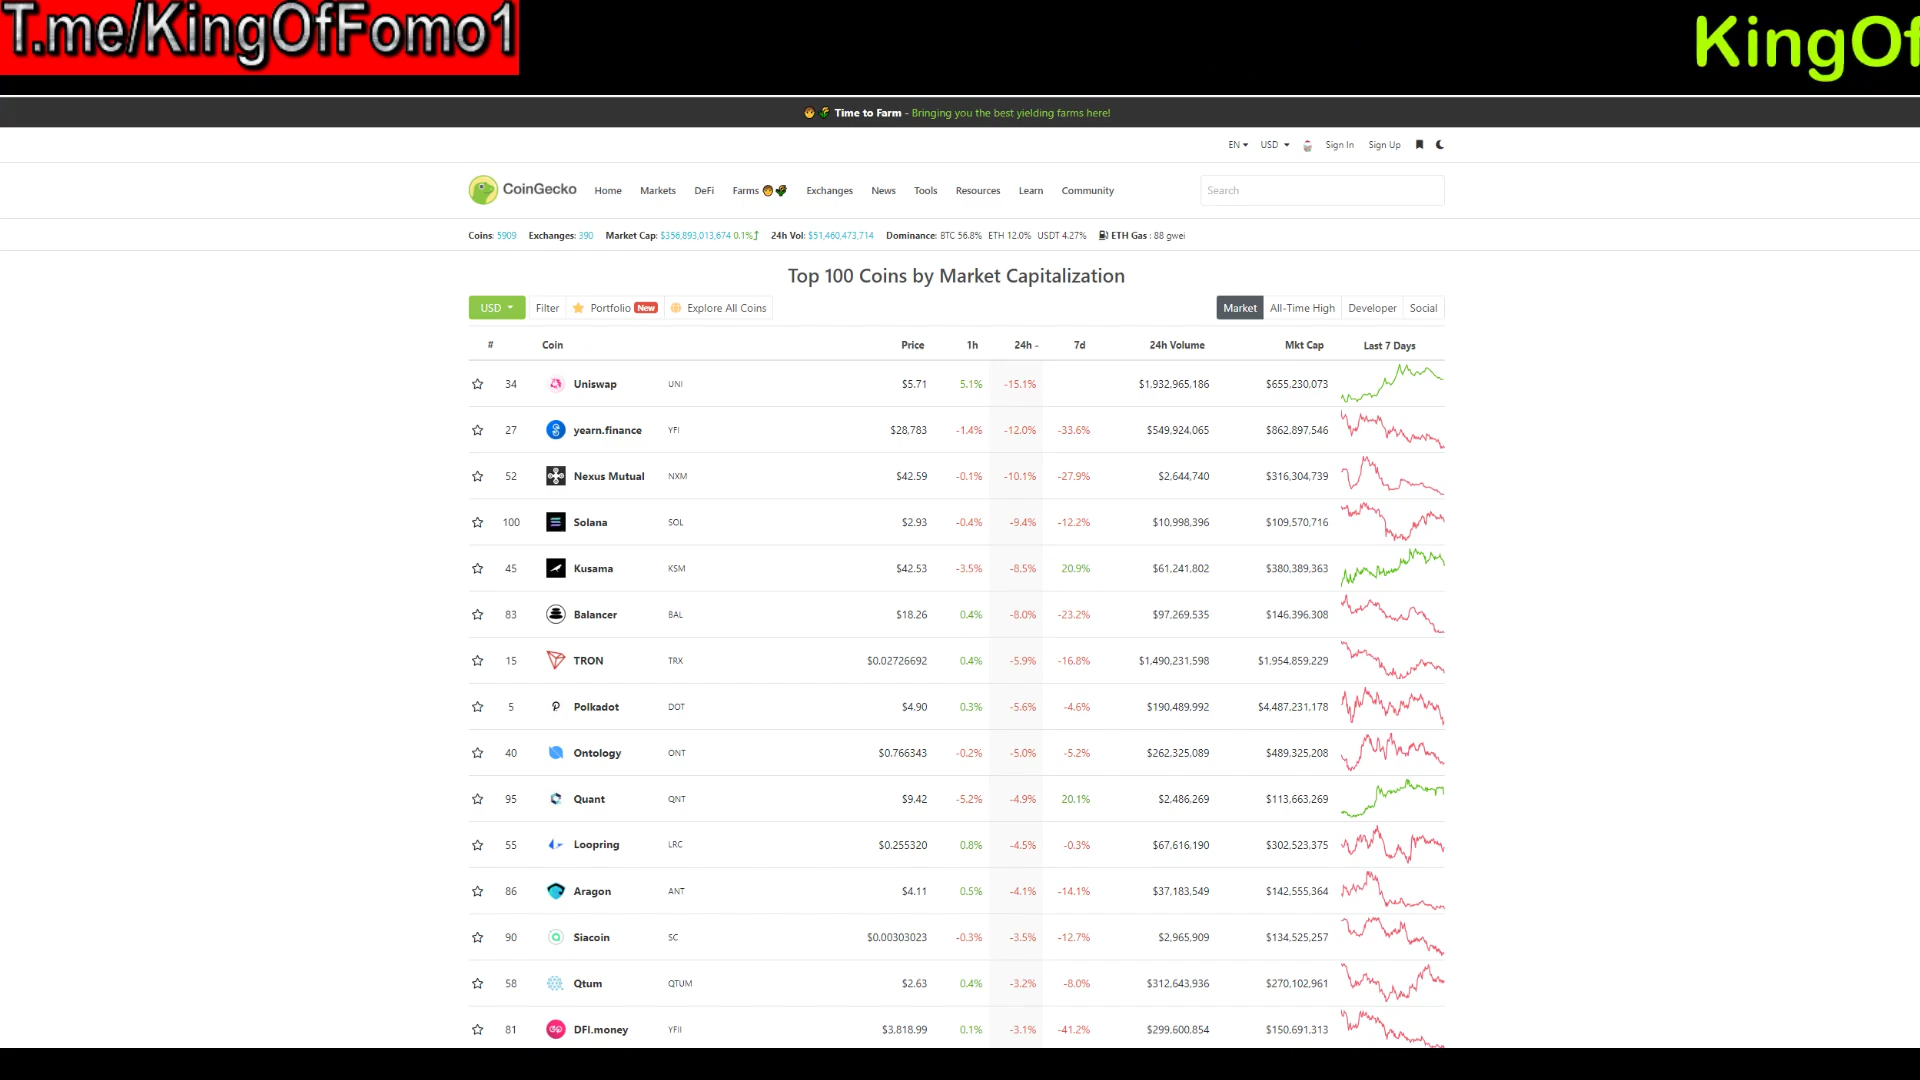 T.me/KingOfFomo1
KingOf
Time to Farm - Bringing you the best yielding farms here!
EN USD Sign In Sign Up
CoinGecko Home Markets DeFi Farms Exchanges News Tools Resources Learn Community Search
Coins: 5909 Exchanges: 390 Market Cap: $356,893,013,674 0.1% 24h Vol: $51,460,473,714 Dominance: BTC 56.8% ETH 12.0% USDT 4.27% ETH Gas : 88 gwei
Top 100 Coins by Market Capitalization
USD Filter Portfolio New Explore All Coins Market All-Time High Developer Social
# Coin Price 1h 24h 7d 24h Volume Mkt Cap Last 7 Days
34 Uniswap UNI $5.71 5.1% -15.1% $1,932,965,186 $655,230,073
27 yearn.finance YFI $28,783 -1.4% -12.0% -33.6% $549,924,065 $862,897,546
52 Nexus Mutual NXM $42.59 -0.1% -10.1% -27.9% $2,644,740 $316,304,739
100 Solana SOL $2.93 -0.4% -9.4% -12.2% $10,998,396 $109,570,716
45 Kusama KSM $42.53 -3.5% -8.5% 20.9% $61,241,802 $380,389,363
83 Balancer BAL $18.26 0.4% -8.0% -23.2% $97,269,535 $146,396,308
15 TRON TRX $0.02726692 0.4% -5.9% -16.8% $1,490,231,598 $1,954,859,229
5 Polkadot DOT $4.90 0.3% -5.6% -4.6% $190,489,992 $4,487,231,178
40 Ontology ONT $0.766343 -0.2% -5.0% -5.2% $262,325,089 $489,325,208
95 Quant QNT $9.42 -5.2% -4.9% 20.1% $2,486,269 $113,663,269
55 Loopring LRC $0.255320 0.8% -4.5% -0.3% $67,616,190 $302,523,375
86 Aragon ANT $4.11 0.5% -4.1% -14.1% $37,183,549 $142,555,364
90 Siacoin SC $0.00303023 -0.3% -3.5% -12.7% $2,965,909 $134,525,257
58 Qtum QTUM $2.63 0.4% -3.2% -8.0% $312,643,936 $270,102,961
81 DFI.money YFII $3,818.99 0.1% -3.1% -41.2% $299,600,854 $150,691,313